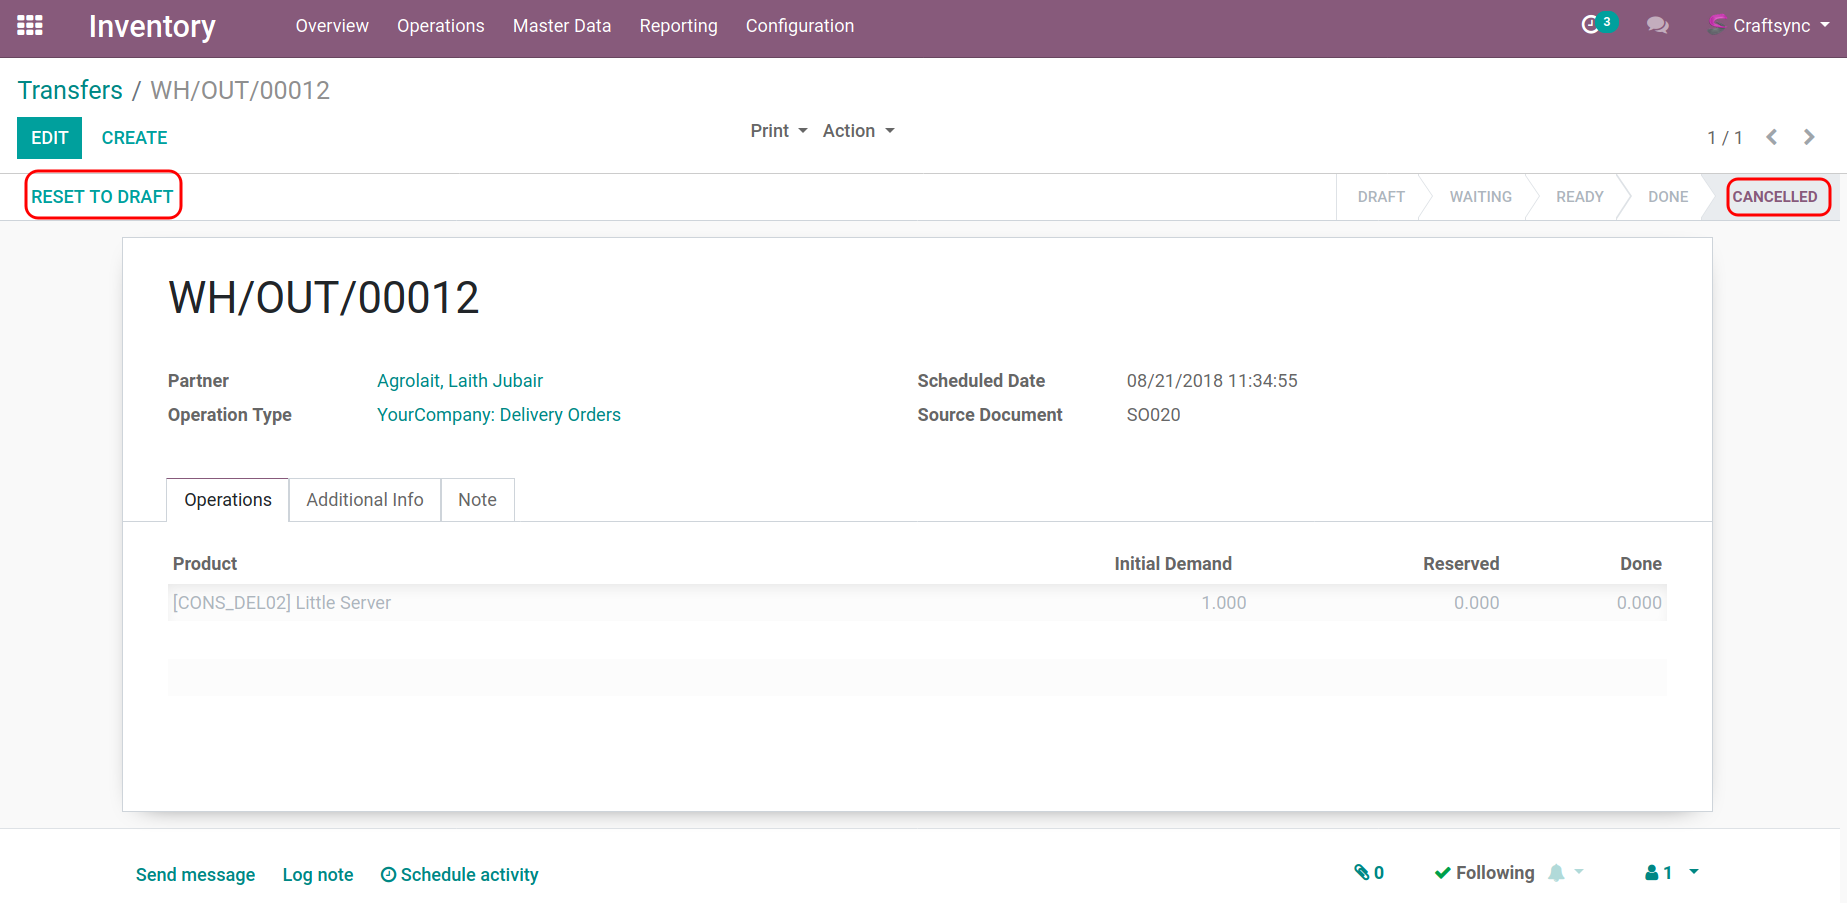 Inventory Overview Operations Master Data Reporting Configuration 3 Craftsync
Transfers / WH/OUT/00012
EDIT CREATE Print Action 1 / 1
RESET TO DRAFT DRAFT WAITING READY DONE CANCELLED
WH/OUT/00012
Partner Agrolait, Laith Jubair Scheduled Date 08/21/2018 11:34:55
Operation Type YourCompany: Delivery Orders Source Document SO020
Operations Additional Info Note
Product Initial Demand Reserved Done
[CONS_DEL02] Little Server 1.000 0.000 0.000
Send message Log note Schedule activity 0 Following 1